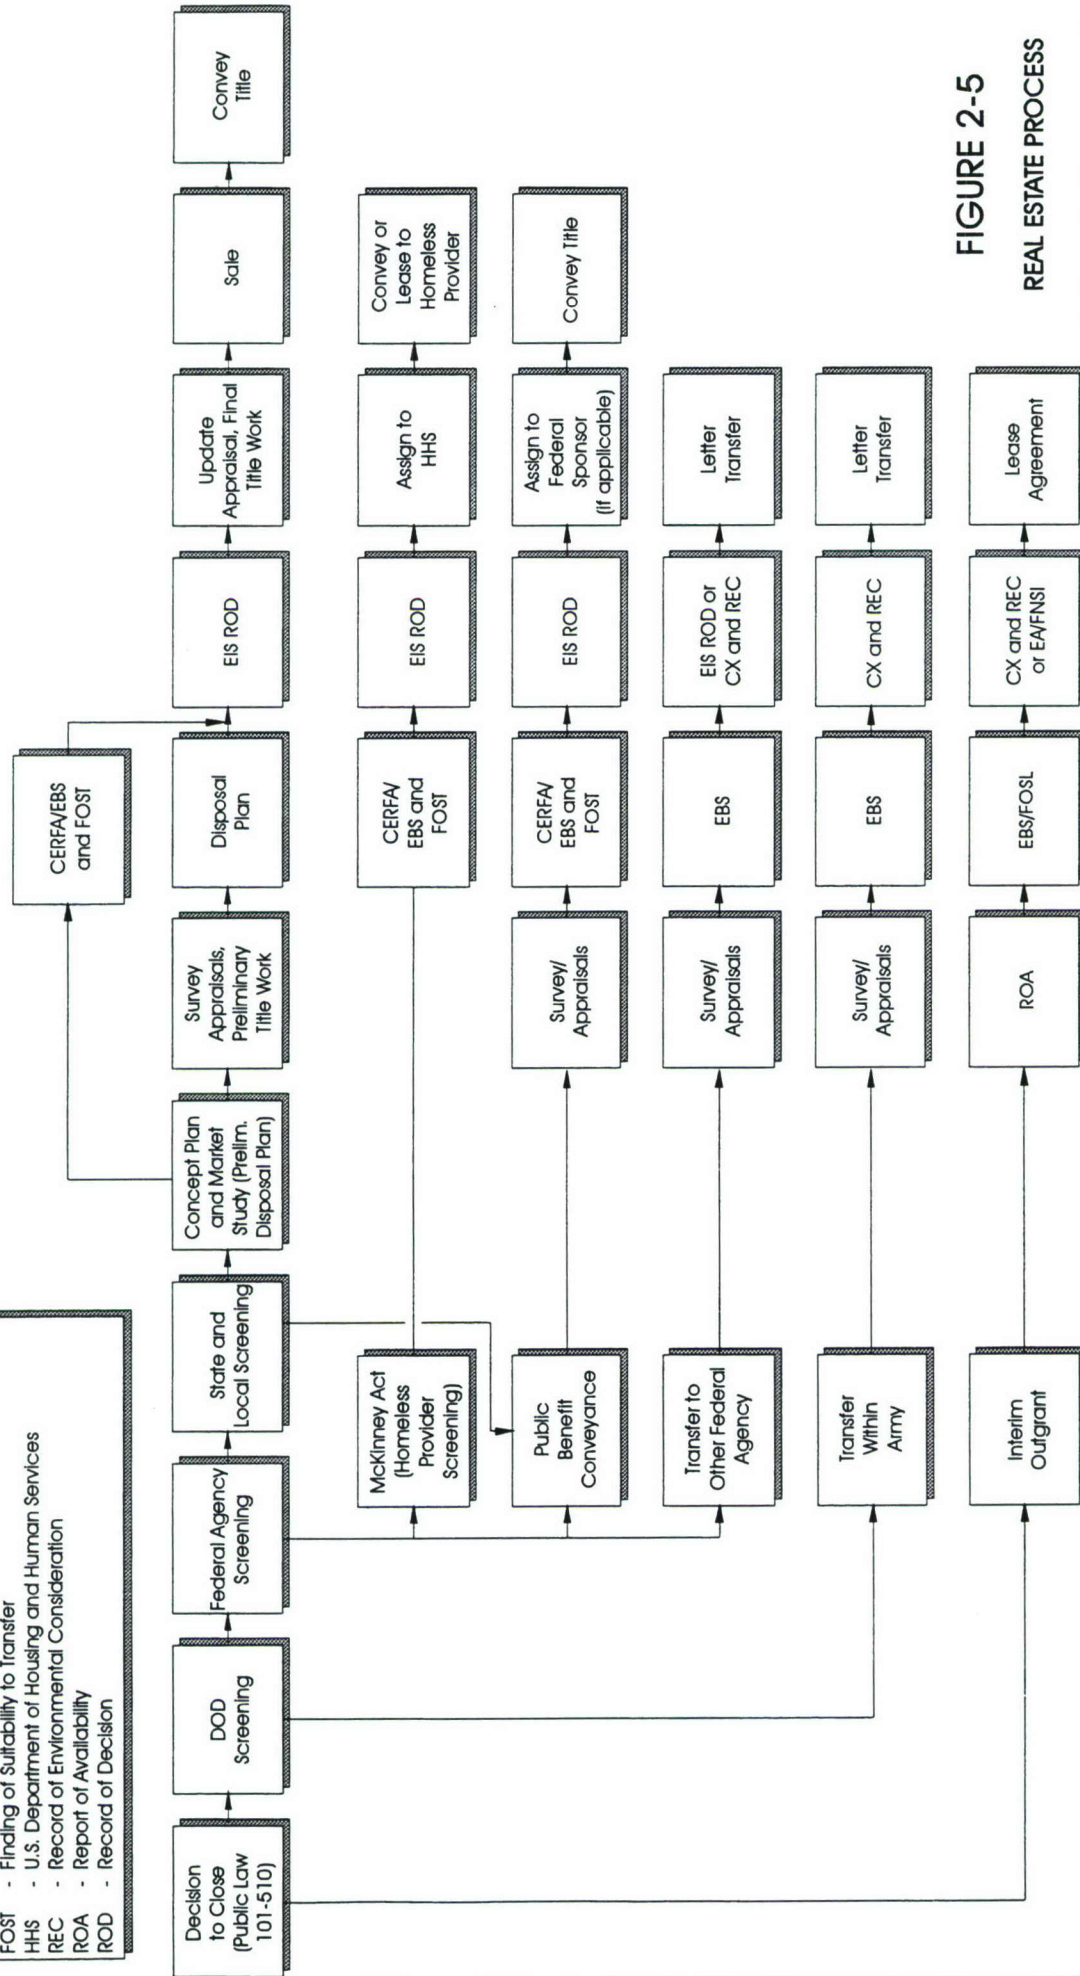 FOST - Finding of Suitability to Transfer
HHS - U.S. Department of Housing and Human Services
REC - Record of Environmental Consideration
ROA - Report of Availability
ROD - Record of Decision
CERFA/EBS
and FOST
Decision
to Close
(Public Law
101-510)
DOD
Screening
Federal Agency
Screening
State and
Local Screening
Concept Plan
and Market
Study (Prelim.
Disposal Plan)
Survey
Appraisals,
Preliminary
Title Work
Disposal
Plan
EIS ROD
Update
Appraisal, Final
Title Work
Sale
Convey
Title
McKinney Act
(Homeless
Provider
Screening)
CERFA/
EBS and
FOST
EIS ROD
Assign to
HHS
Convey or
Lease to
Homeless
Provider
Public
Benefit
Conveyance
Survey/
Appraisals
CERFA/
EBS and
FOST
EIS ROD
Assign to
Federal
Sponsor
(if applicable)
Convey Title
Transfer to
Other Federal
Agency
Survey/
Appraisals
EBS
EIS ROD or
CX and REC
Letter
Transfer
Transfer
Within
Army
Survey/
Appraisals
EBS
CX and REC
Letter
Transfer
Interim
Outgrant
ROA
EBS/FOSL
CX and REC
or EA/FNSI
Lease
Agreement
FIGURE 2-5
REAL ESTATE PROCESS